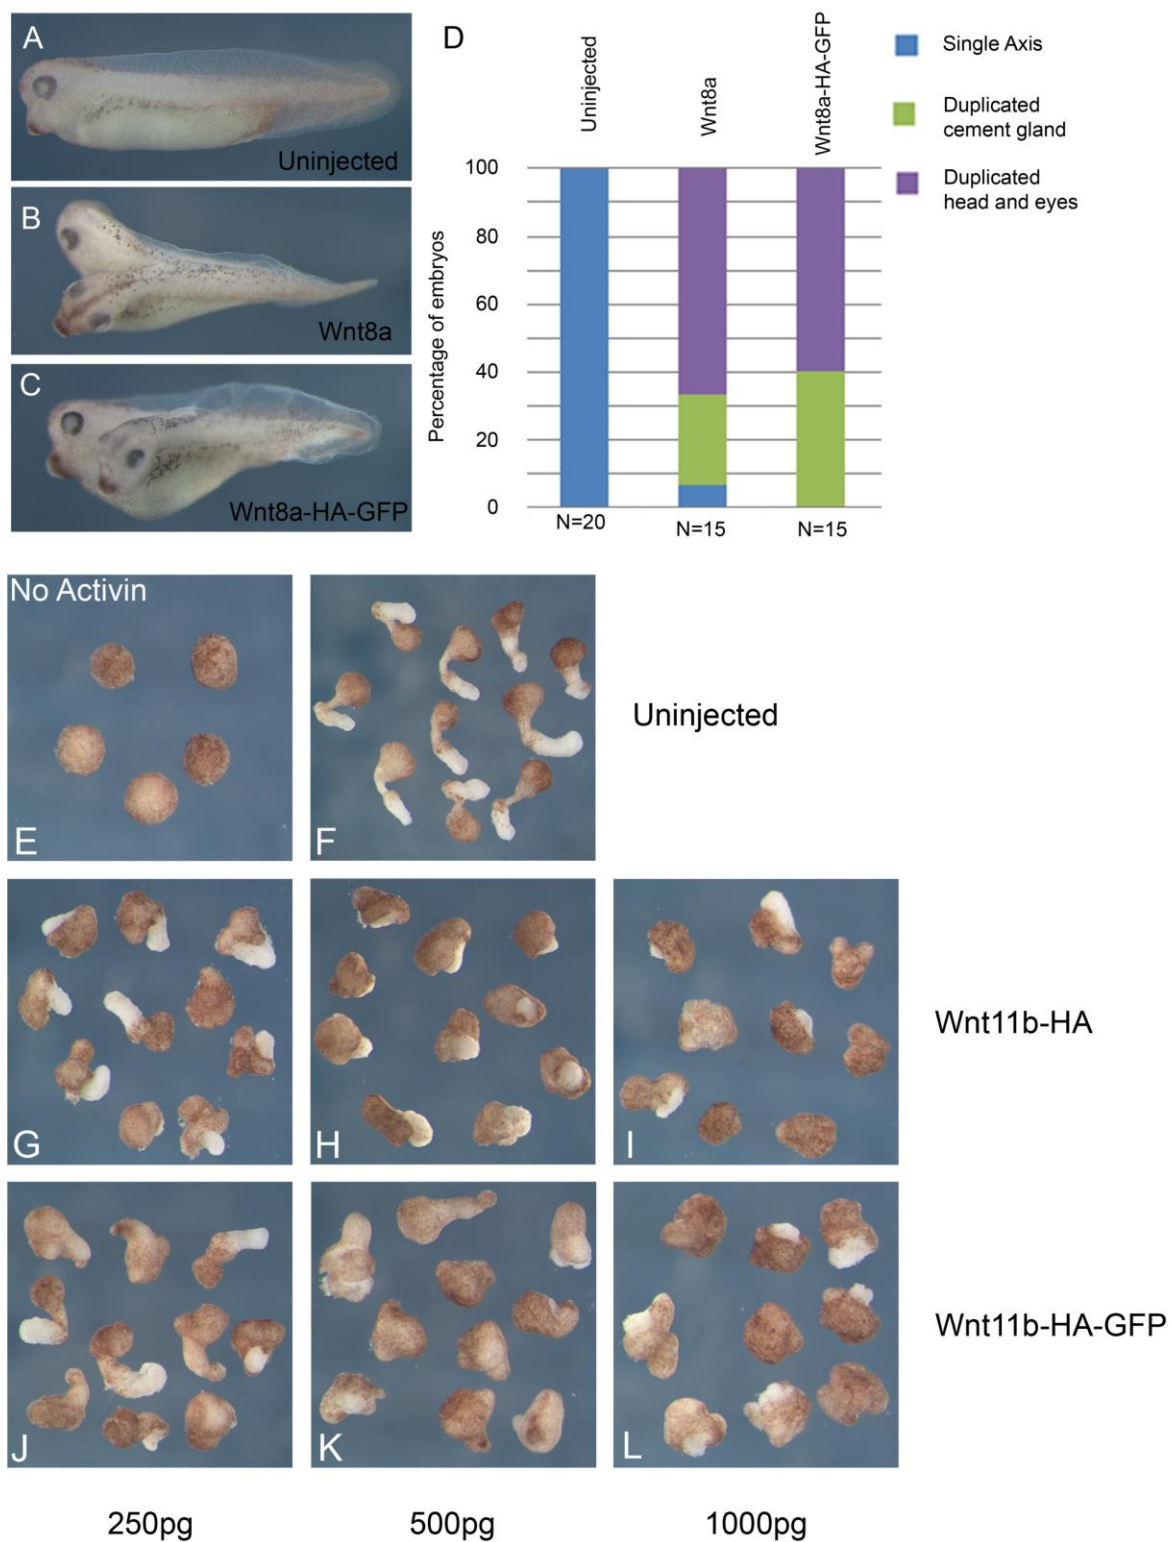 A
Uninjected
B
Wnt8a
C
Wnt8a-HA-GFP
D
Uninjected
Wnt8a
Wnt8a-HA-GFP
Single Axis
Duplicated
cement gland
Duplicated
head and eyes
Percentage of embryos
100
80
60
40
20
0
N=20
N=15
N=15
No Activin
E
F
Uninjected
G
H
I
Wnt11b-HA
J
K
L
Wnt11b-HA-GFP
250pg
500pg
1000pg